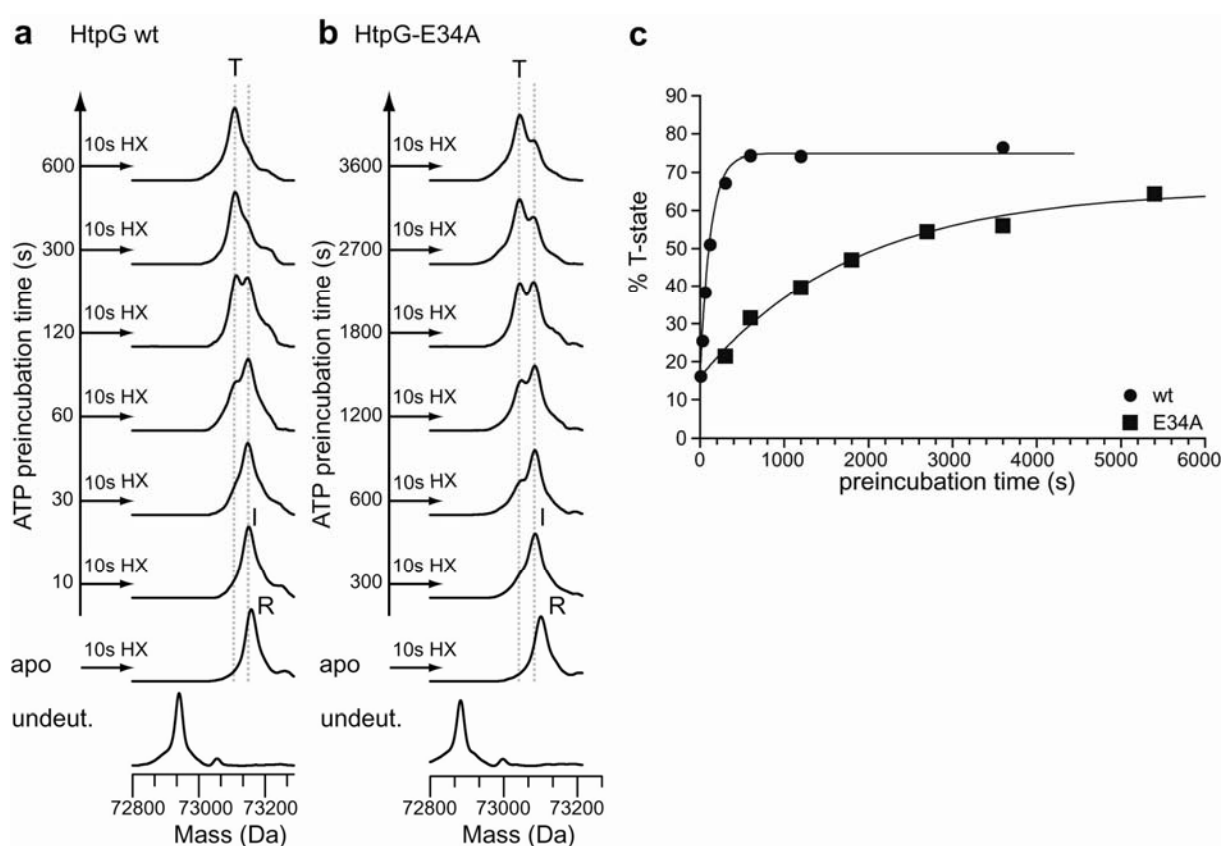 a HtpG wt
T
ATP preincubation time (s)
600 10s HX
300 10s HX
120 10s HX
60 10s HX
30 10s HX
I
10 10s HX
R
apo 10s HX
undeut.
72800 73000 73200
Mass (Da)
b HtpG-E34A
T
ATP preincubation time (s)
3600 10s HX
2700 10s HX
1800 10s HX
1200 10s HX
600 10s HX
I
300 10s HX
R
apo 10s HX
undeut.
72800 73000 73200
Mass (Da)
c
% T-state
90
80
70
60
50
40
30
20
10
0
0 1000 2000 3000 4000 5000 6000
preincubation time (s)
wt
E34A